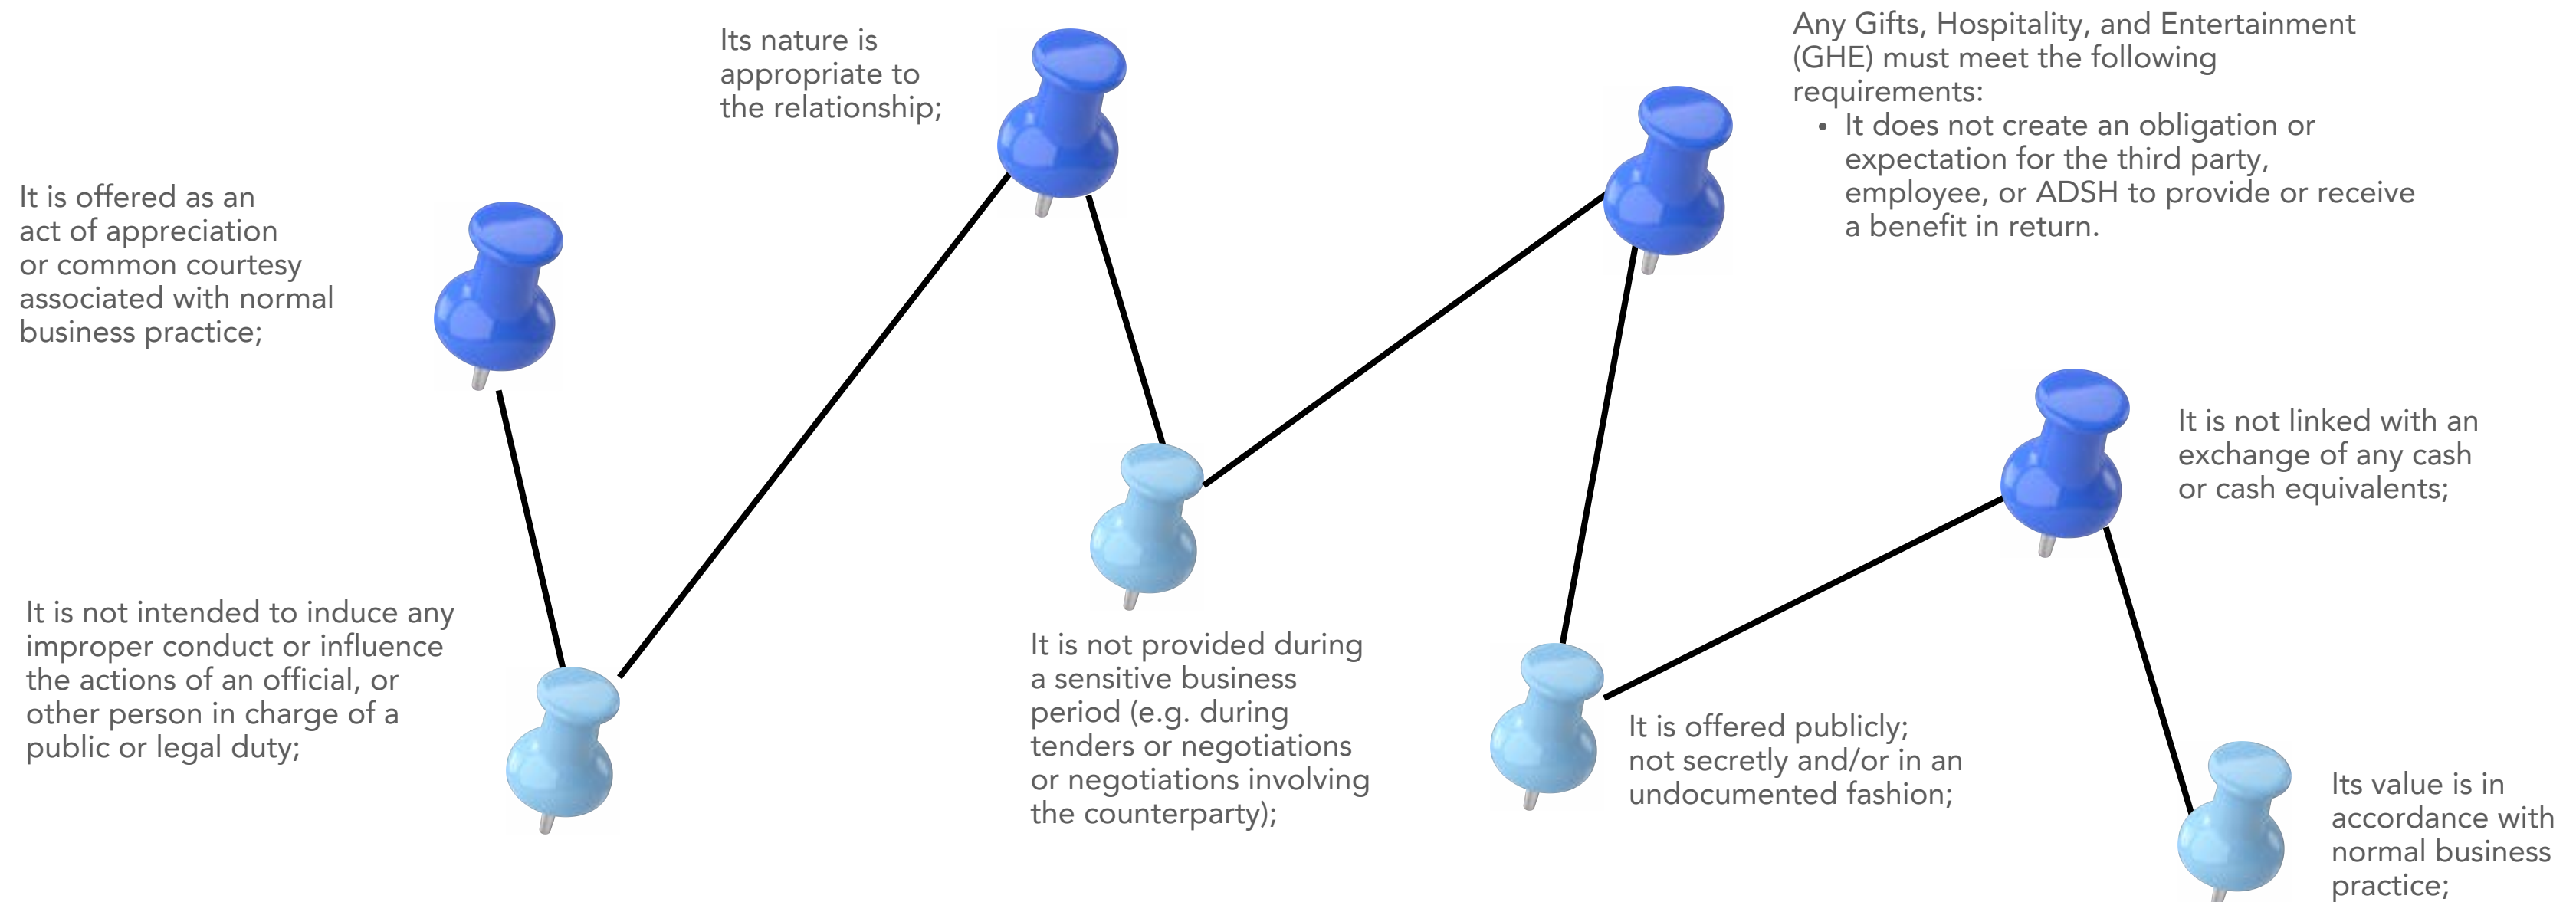 Its nature is
appropriate to
the relationship;
Any Gifts, Hospitality, and Entertainment
(GHE) must meet the following
requirements:
• It does not create an obligation or
expectation for the third party,
employee, or ADSH to provide or receive
a benefit in return.
It is offered as an
act of appreciation
or common courtesy
associated with normal
business practice;
It is not linked with an
exchange of any cash
or cash equivalents;
It is not intended to induce any
improper conduct or influence
the actions of an official, or
other person in charge of a
public or legal duty;
It is not provided during
a sensitive business
period (e.g. during
tenders or negotiations
or negotiations involving
the counterparty);
It is offered publicly;
not secretly and/or in an
undocumented fashion;
Its value is in
accordance with
normal business
practice;